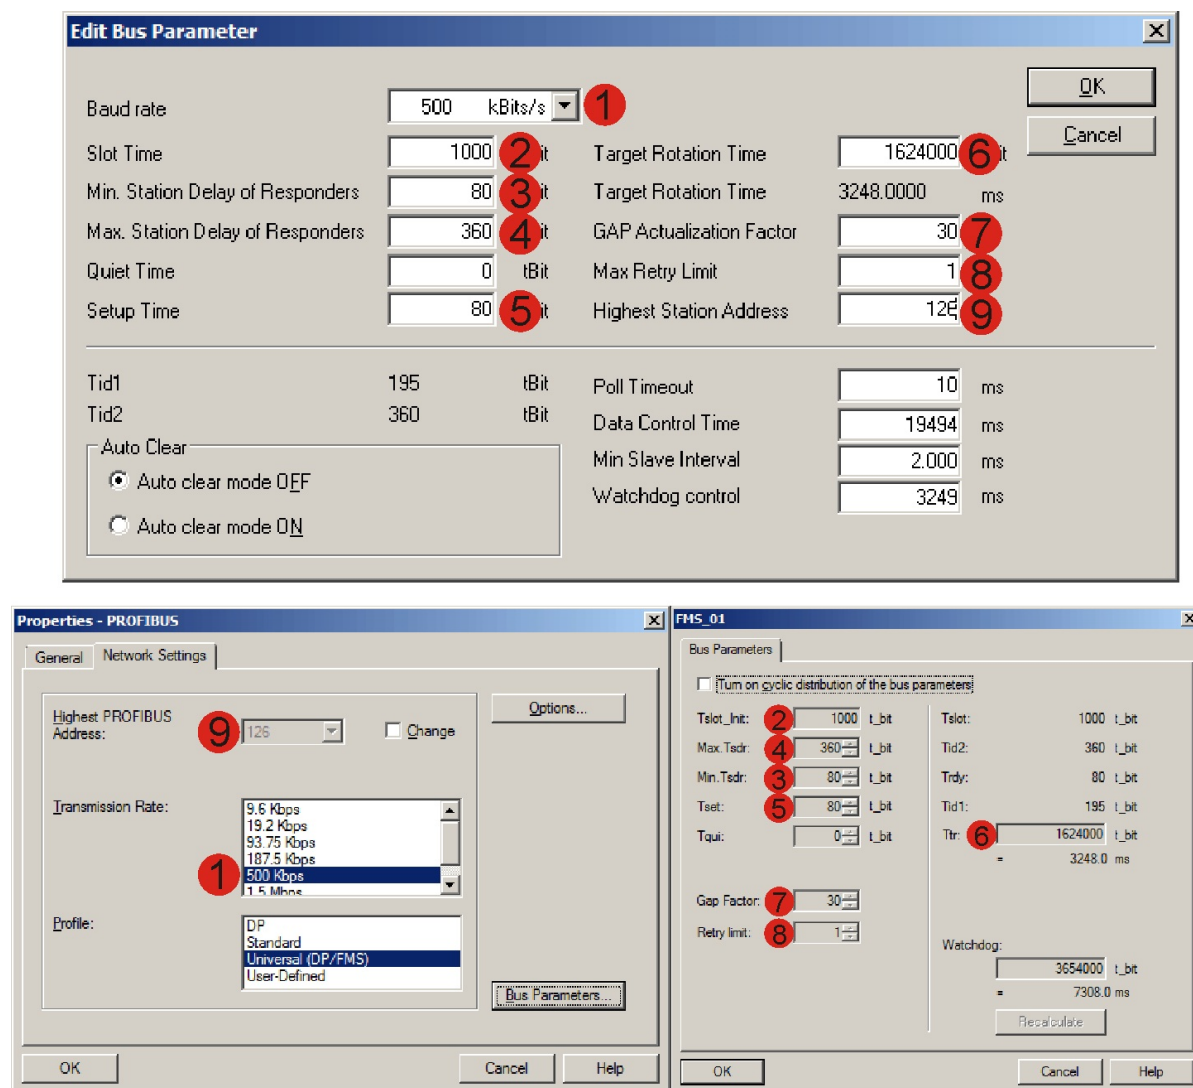 Edit Bus Parameter
Baud rate 500 kBits/s 1
OK
Slot Time 1000 2 it Target Rotation Time 1624000 6 it
Cancel
Min. Station Delay of Responders 80 3 it Target Rotation Time 3248.0000 ms
Max. Station Delay of Responders 360 4 it GAP Actualization Factor 30 7
Quiet Time 0 tBit Max Retry Limit 1 8
Setup Time 80 5 it Highest Station Address 126 9
Tid1 195 tBit Poll Timeout 10 ms
Tid2 360 tBit Data Control Time 19494 ms
Auto Clear
Min Slave Interval 2.000 ms
Auto clear mode OFF
Watchdog control 3249 ms
Auto clear mode ON
Properties - PROFIBUS
General Network Settings
Highest PROFIBUS
Address: 9 126 Change
Options...
Transmission Rate: 9.6 Kbps
19.2 Kbps
93.75 Kbps
187.5 Kbps
1 500 Kbps
1.5 Mbps
Profile: DP
Standard
Universal (DP/FMS)
User-Defined
Bus Parameters...
OK Cancel Help
FMS_01
Bus Parameters
Turn on cyclic distribution of the bus parameters
Tslot_Init: 2 1000 t_bit Tslot: 1000 t_bit
Max.Tsdr: 4 360 t_bit Tid2: 360 t_bit
Min.Tsdr: 3 80 t_bit Trdy: 80 t_bit
Tset: 5 80 t_bit Tid1: 195 t_bit
Tqui: 0 t_bit Ttr: 6 1624000 t_bit
= 3248.0 ms
Gap Factor: 7 30
Retry limit: 8 1
Watchdog:
3654000 t_bit
= 7308.0 ms
Recalculate
OK Cancel Help